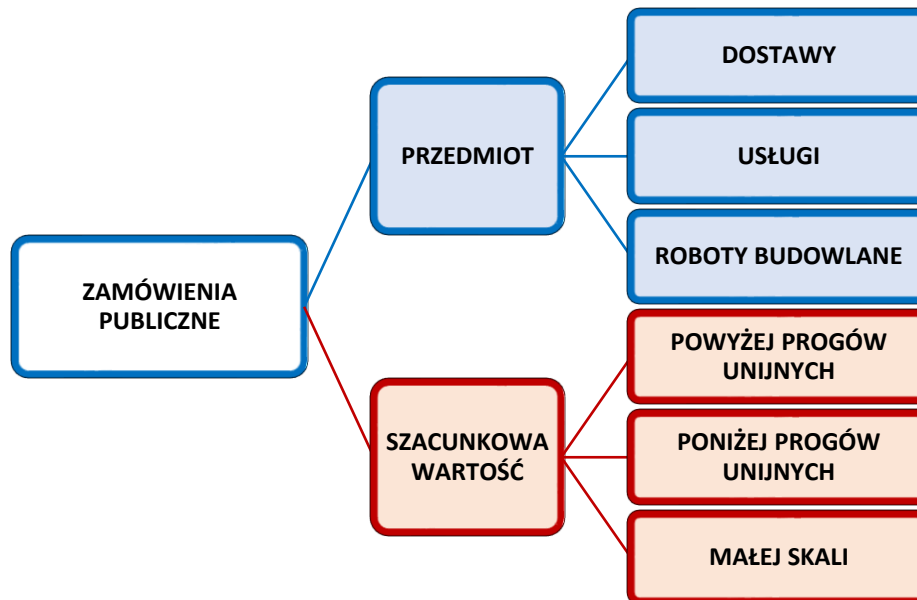 ZAMÓWIENIA
PUBLICZNE
PRZEDMIOT
DOSTAWY
USŁUGI
ROBOTY BUDOWLANE
SZACUNKOWA
WARTOŚĆ
POWYŻEJ PROGÓW
UNIJNYCH
PONIŻEJ PROGÓW
UNIJNYCH
MAŁEJ SKALI